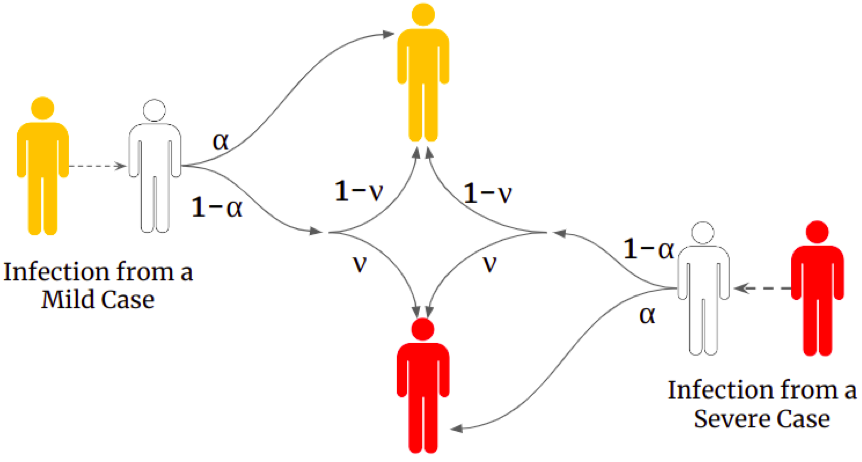 α
1−α
1−ν
1−ν
ν
ν
1−α
α
Infection from a
Mild Case
Infection from a
Severe Case